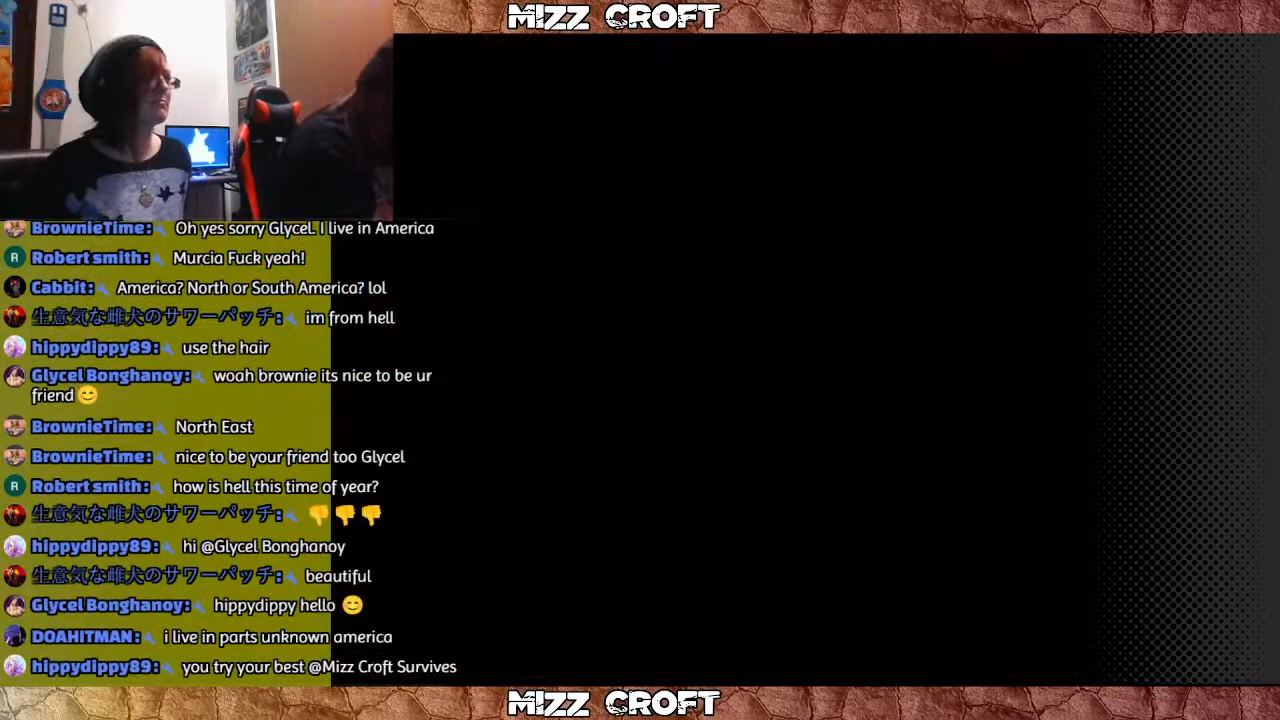 MIZZ CROFT
BrownieTime: Oh yes sorry Glycel. I live in America
Robert smith: Murcia Fuck yeah!
Cabbit: America? North or South America? lol
生意気な雌犬のサワーパッチ: im from hell
hippydippy89: use the hair
Glycel Bonghanoy: woah brownie its nice to be ur
friend😊
BrownieTime: North East
BrownieTime: nice to be your friend too Glycel
R Robert smith: how is hell this time of year?
生意気な雌犬のサワーパッチ: 👎👎👎
hippydippy89: hi @Glycel Bonghanoy
生意気な雌犬のサワーパッチ: beautiful
Glycel Bonghanoy: hippydippy hello 😊
DOAHITMAN: i live in parts unknown america
hippydippy89: you try your best @Mizz Croft Survives
MIZZ CROFT